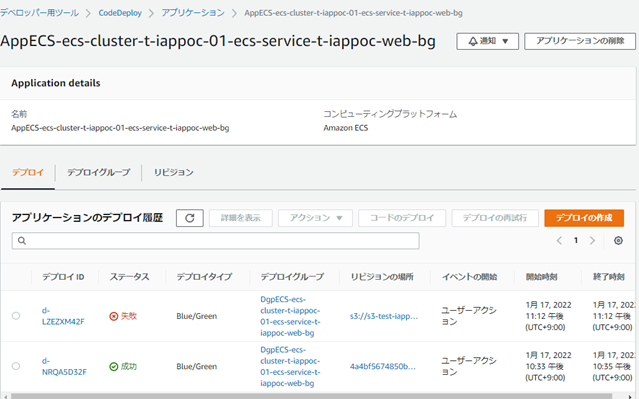 デベロッパー用ツール > CodeDeploy > アプリケーション > AppECS-ecs-cluster-t-iappoc-01-ecs-service-t-iappoc-web-bg
AppECS-ecs-cluster-t-iappoc-01-ecs-service-t-iappoc-web-bg
通知
アプリケーションの削除
Application details
名前
AppECS-ecs-cluster-t-iappoc-01-ecs-service-t-iappoc-web-bg
コンピューティングプラットフォーム
Amazon ECS
デプロイ
デプロイグループ
リビジョン
アプリケーションのデプロイ履歴
詳細を表示
アクション
コードのデプロイ
デプロイの再試行
デプロイの作成
1
デプロイ ID
ステータス
デプロイタイプ
デプロイグループ
リビジョンの場所
イベントの開始
開始時刻
終了時刻
d-
LZEZXM42F
失敗
Blue/Green
DgpECS-ecs-
cluster-t-iappoc-
01-ecs-service-t-
iappoc-web-bg
s3://s3-test-iapp...
ユーザーアク
ション
1月 17, 2022
11:12 午後
(UTC+9:00)
1月 17, 2022
11:12 午後
(UTC+9:00)
d-
NRQA5D32F
成功
Blue/Green
DgpECS-ecs-
cluster-t-iappoc-
01-ecs-service-t-
iappoc-web-bg
4a4bf5674850b...
ユーザーアク
ション
1月 17, 2022
10:33 午後
(UTC+9:00)
1月 17, 2022
10:35 午後
(UTC+9:00)